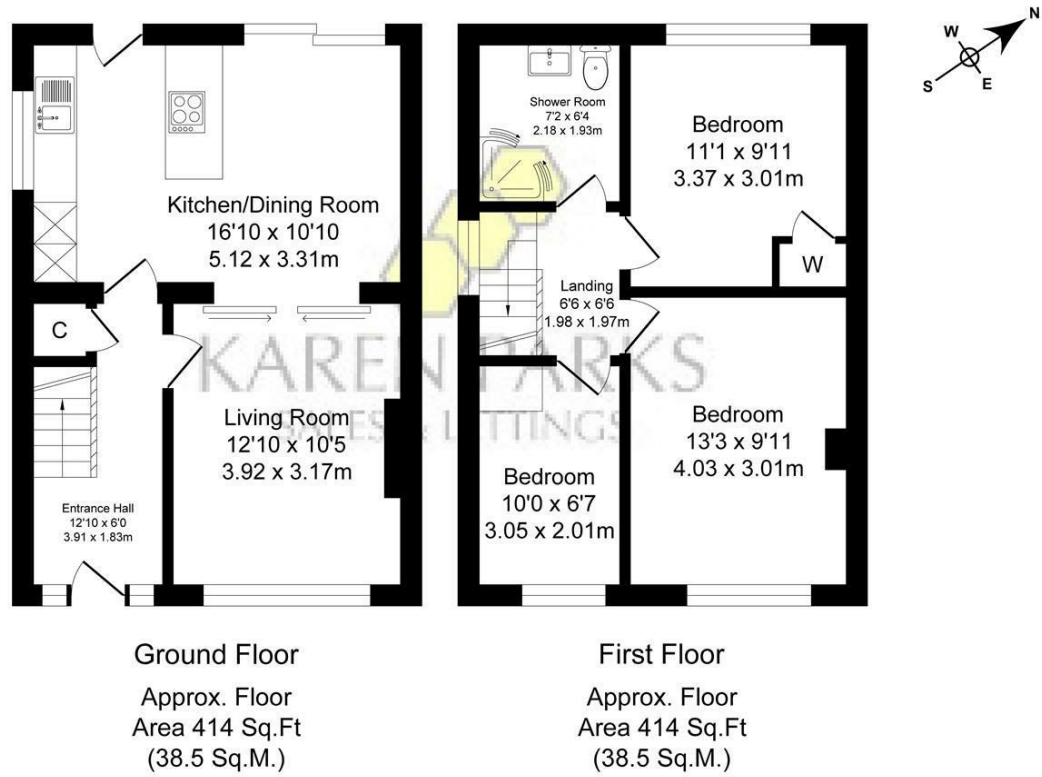 N
W
S
E
Kitchen/Dining Room
16'10 x 10'10
5.12 x 3.31m
C
Living Room
12'10 x 10'5
3.92 x 3.17m
Entrance Hall
12'10 x 6'0
3.91 x 1.83m
Shower Room
7'2 x 6'4
2.18 x 1.93m
Bedroom
11'1 x 9'11
3.37 x 3.01m
W
Landing
6'6 x 6'6
1.98 x 1.97m
Bedroom
13'3 x 9'11
4.03 x 3.01m
Bedroom
10'0 x 6'7
3.05 x 2.01m
KAREN PARKS
SALES & LETTINGS
Ground Floor
Approx. Floor
Area 414 Sq.Ft
(38.5 Sq.M.)
First Floor
Approx. Floor
Area 414 Sq.Ft
(38.5 Sq.M.)